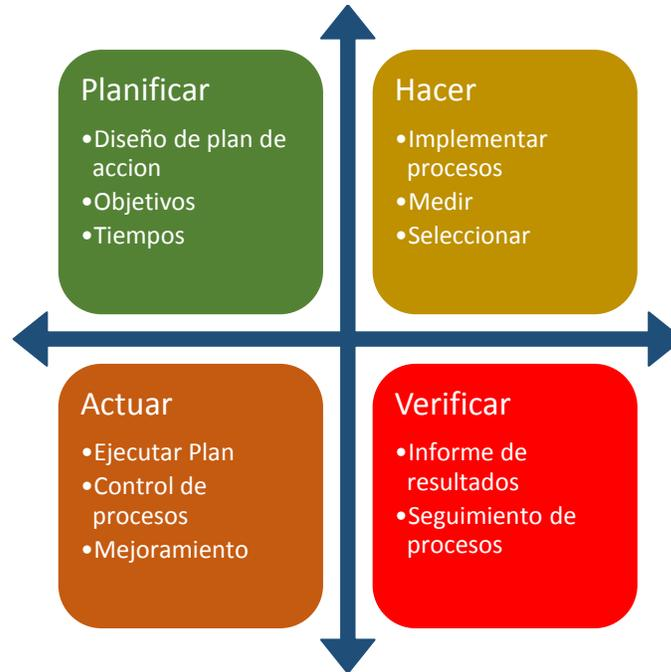 Planificar
•Diseño de plan de
accion
•Objetivos
•Tiempos
Hacer
•Implementar
procesos
•Medir
•Seleccionar
Actuar
•Ejecutar Plan
•Control de
procesos
•Mejoramiento
Verificar
•Informe de
resultados
•Seguimiento de
procesos